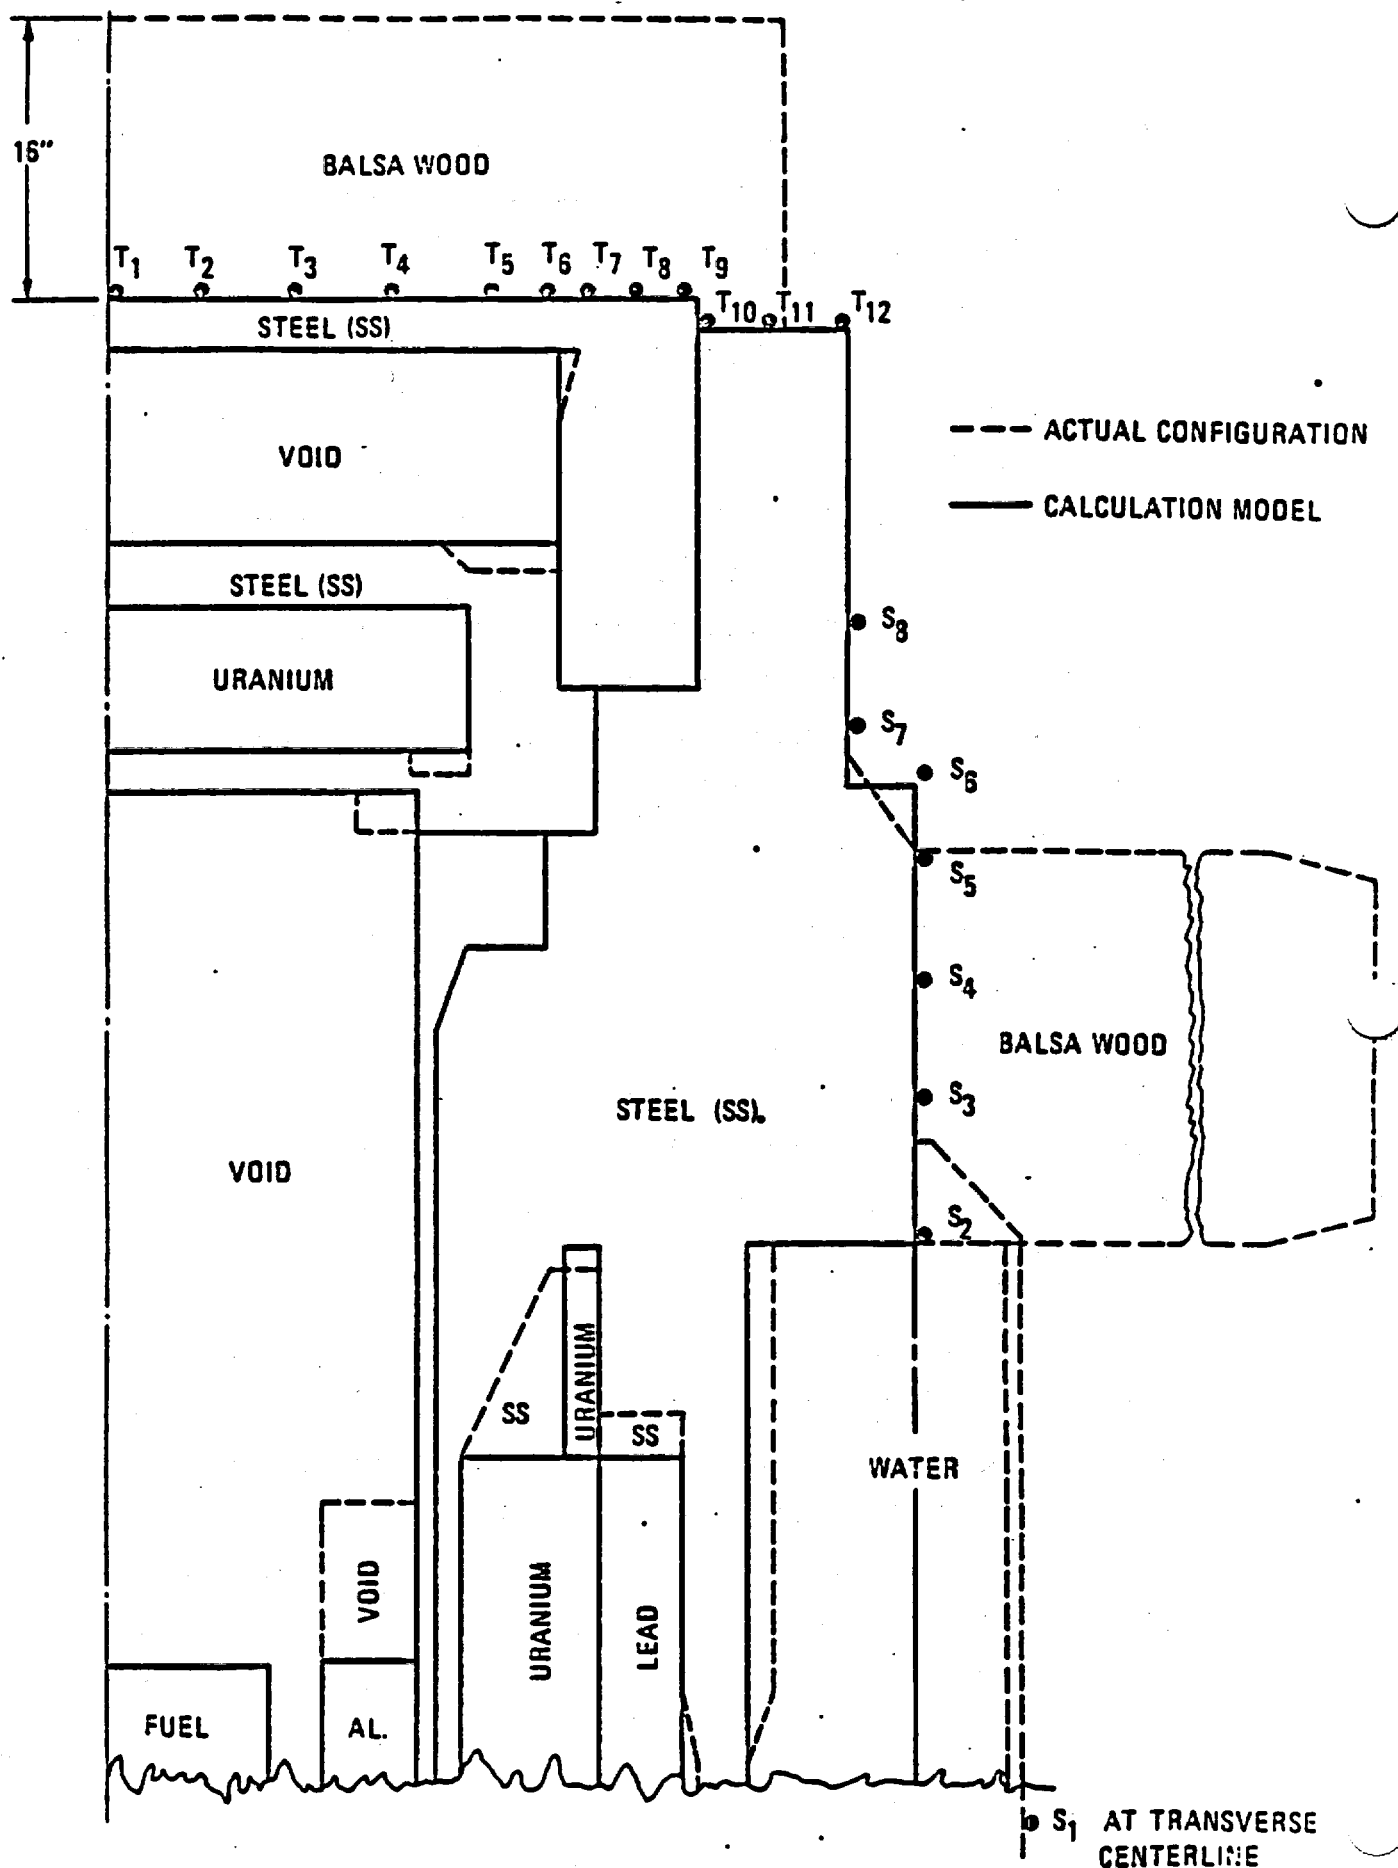 16"
BALSA WOOD
T1 T2 T3 T4 T5 T6 T7 T8 T9
T10 T11 T12
STEEL (SS)
--- ACTUAL CONFIGURATION
VOID
— CALCULATION MODEL
STEEL (SS)
S8
URANIUM
S7
S6
S5
S4
BALSA WOOD
S3
STEEL (SS).
VOID
S2
URANIUM
SS
SS
WATER
VOID
URANIUM
LEAD
FUEL
AL.
S1 AT TRANSVERSE
CENTERLINE